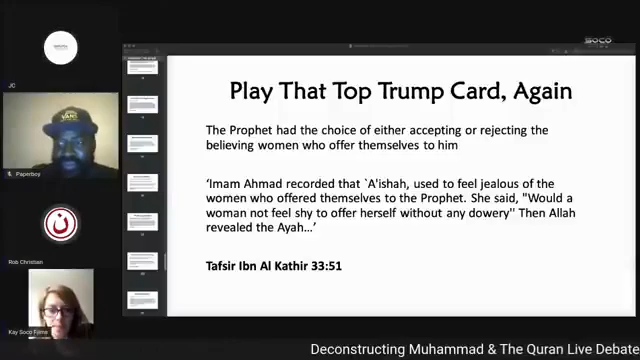 SOCO
JC
VANS
Paperboy
Rob Christian
Kay Soco Films
Play That Top Trump Card, Again
The Prophet had the choice of either accepting or rejecting the
believing women who offer themselves to him
‘Imam Ahmad recorded that `A'ishah, used to feel jealous of the
women who offered themselves to the Prophet. She said, "Would a
woman not feel shy to offer herself without any dowery" Then Allah
revealed the Ayah…’
Tafsir Ibn Al Kathir 33:51
Deconstructing Muhammad & The Quran Live Debate